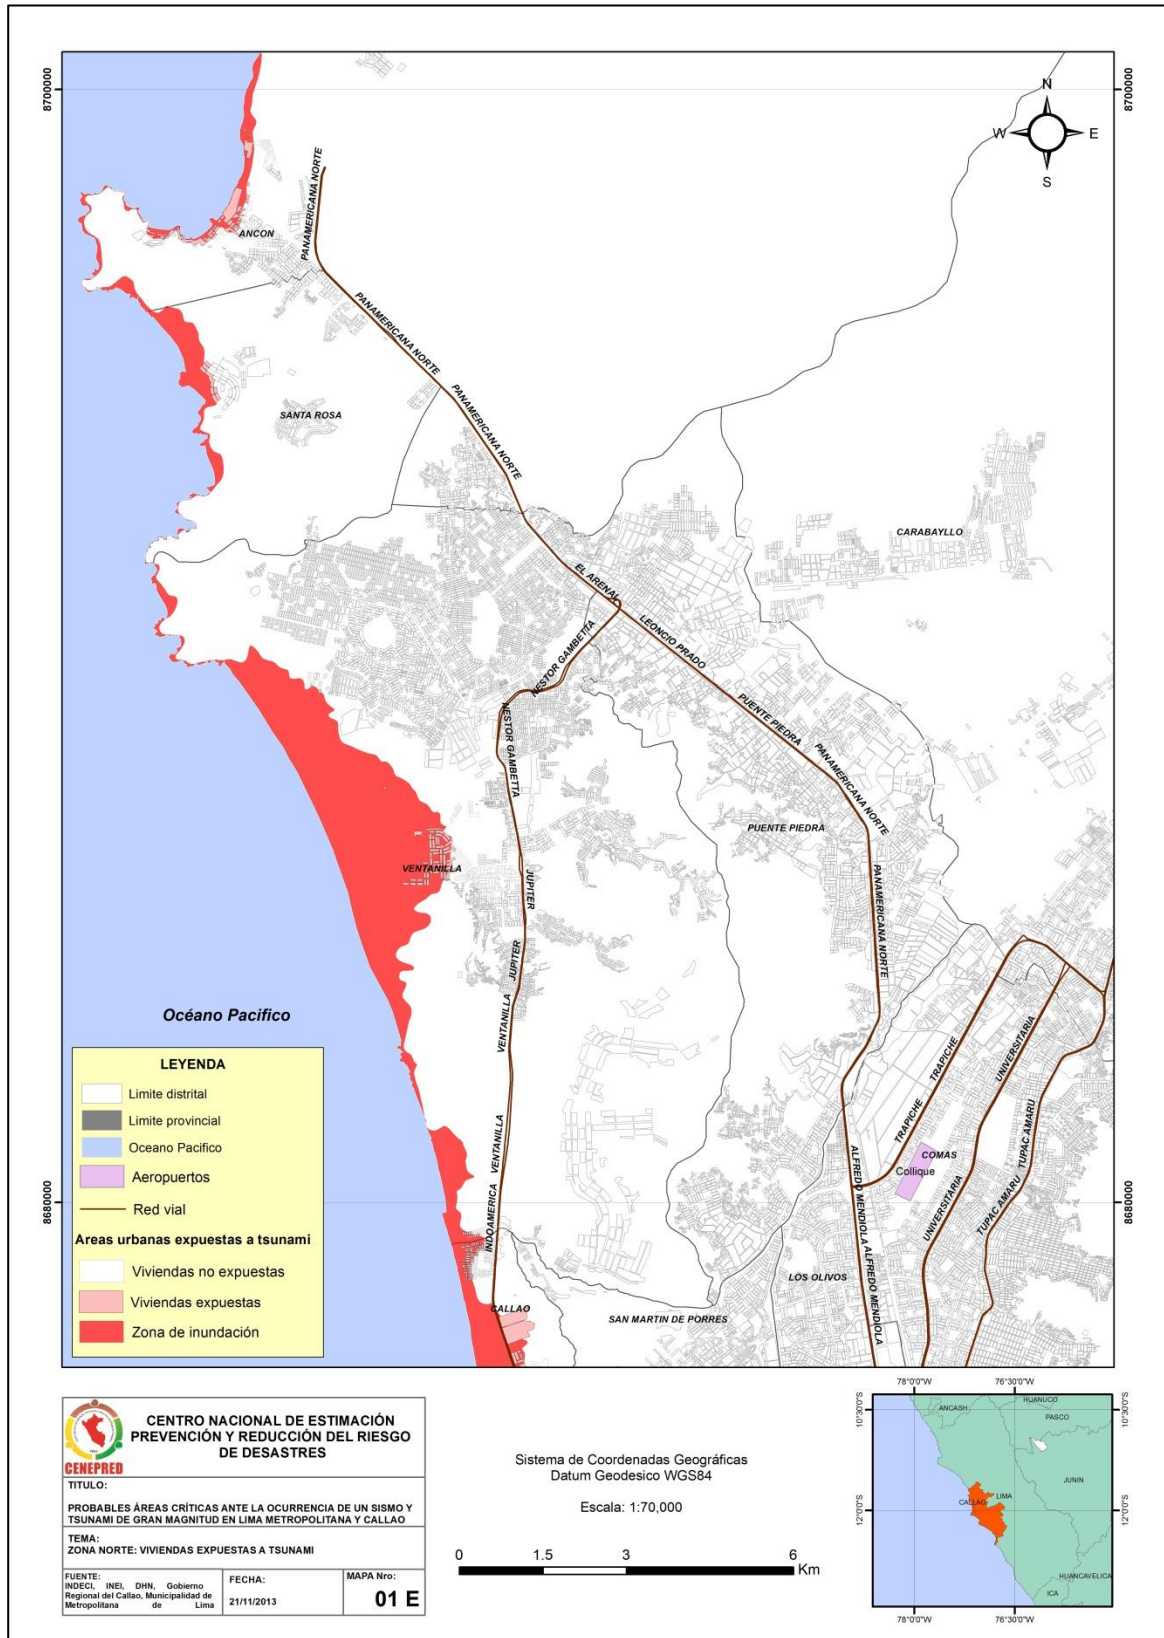 8700000
8700000
N
W
E
S
PANAMERICANA NORTE
ANCON
PANAMERICANA NORTE
PANAMERICANA NORTE
SANTA ROSA
CARABAYLLO
EL ARENAL
LEONCIO PRADO
NESTOR GAMBETTA
NESTOR GAMBETTA
PUENTE PIEDRA
PANAMERICANA NORTE
PUENTE PIEDRA
VENTANILLA
JUPITER
PANAMERICANA NORTE
JUPITER
VENTANILLA
Océano Pacifico
TRAPICHE
UNIVERSITARIA
TRAPICHE
TUPAC AMARU
VENTANILLA
COMAS
Collique
ALFREDO MENDIOLA
ALFREDO MENDIOLA
UNIVERSITARIA
TUPAC AMARU
INDOAMERICA
LOS OLIVOS
CALLAO
SAN MARTIN DE PORRES
8680000
8680000
LEYENDA
Limite distrital
Limite provincial
Oceano Pacifico
Aeropuertos
Red vial
Areas urbanas expuestas a tsunami
Viviendas no expuestas
Viviendas expuestas
Zona de inundación
CENEPRED
CENTRO NACIONAL DE ESTIMACIÓN
PREVENCIÓN Y REDUCCIÓN DEL RIESGO
DE DESASTRES
TITULO:
PROBABLES ÁREAS CRÍTICAS ANTE LA OCURRENCIA DE UN SISMO Y
TSUNAMI DE GRAN MAGNITUD EN LIMA METROPOLITANA Y CALLAO
TEMA:
ZONA NORTE: VIVIENDAS EXPUESTAS A TSUNAMI
FUENTE:
INDECI, INEI, DHN, Gobierno
Regional del Callao, Municipalidad de
Metropolitana de Lima
FECHA:
21/11/2013
MAPA Nro:
01 E
Sistema de Coordenadas Geográficas
Datum Geodesico WGS84
Escala: 1:70,000
0 1.5 3 6
Km
78°0'0"W 76°30'0"W
10°30'0"S
10°30'0"S
ANCASH
HUANUCO
PASCO
JUNIN
LIMA
CALLAO
12°0'0"S
12°0'0"S
HUANCAVELICA
ICA
78°0'0"W 76°30'0"W